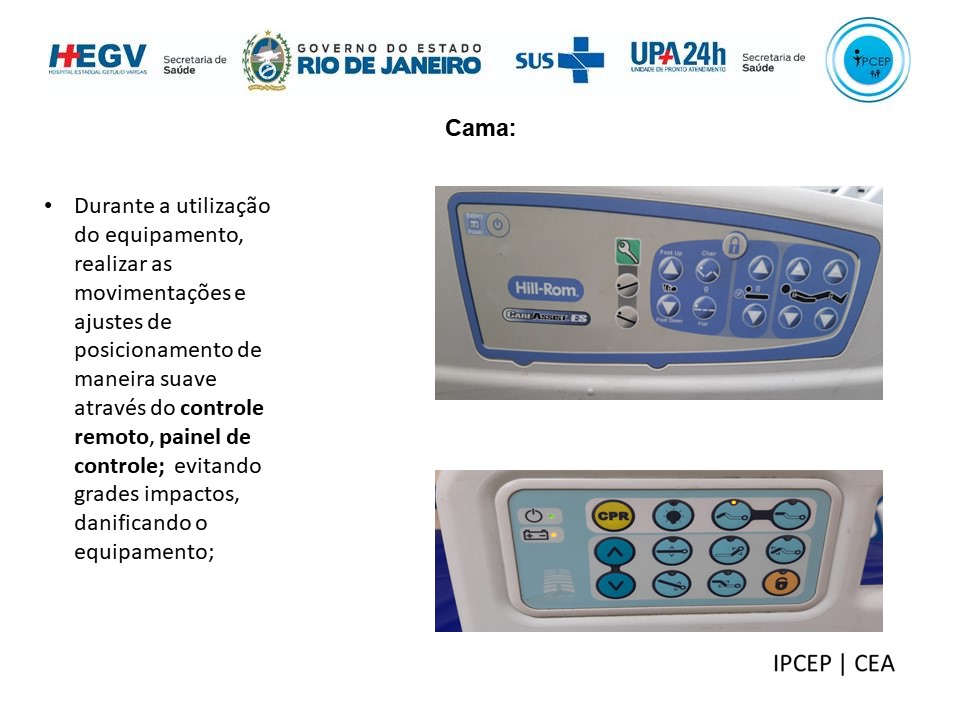 HEGV
HOSPITAL ESTADUAL GETULIO VARGAS
Secretaria de
Saúde
GOVERNO DO ESTADO
RIO DE JANEIRO
SUS
UPA24h
UNIDADE DE PRONTO ATENDIMENTO
Secretaria de
Saúde
IPCEP
Cama:
• Durante a utilização
do equipamento,
realizar as
movimentações e
ajustes de
posicionamento de
maneira suave
através do controle
remoto, painel de
controle; evitando
grades impactos,
danificando o
equipamento;
Battery
Power
Hill-Rom
CAREASSIST ES
Foot Up
Chair
Foot Down
Flat
CPR
IPCEP | CEA